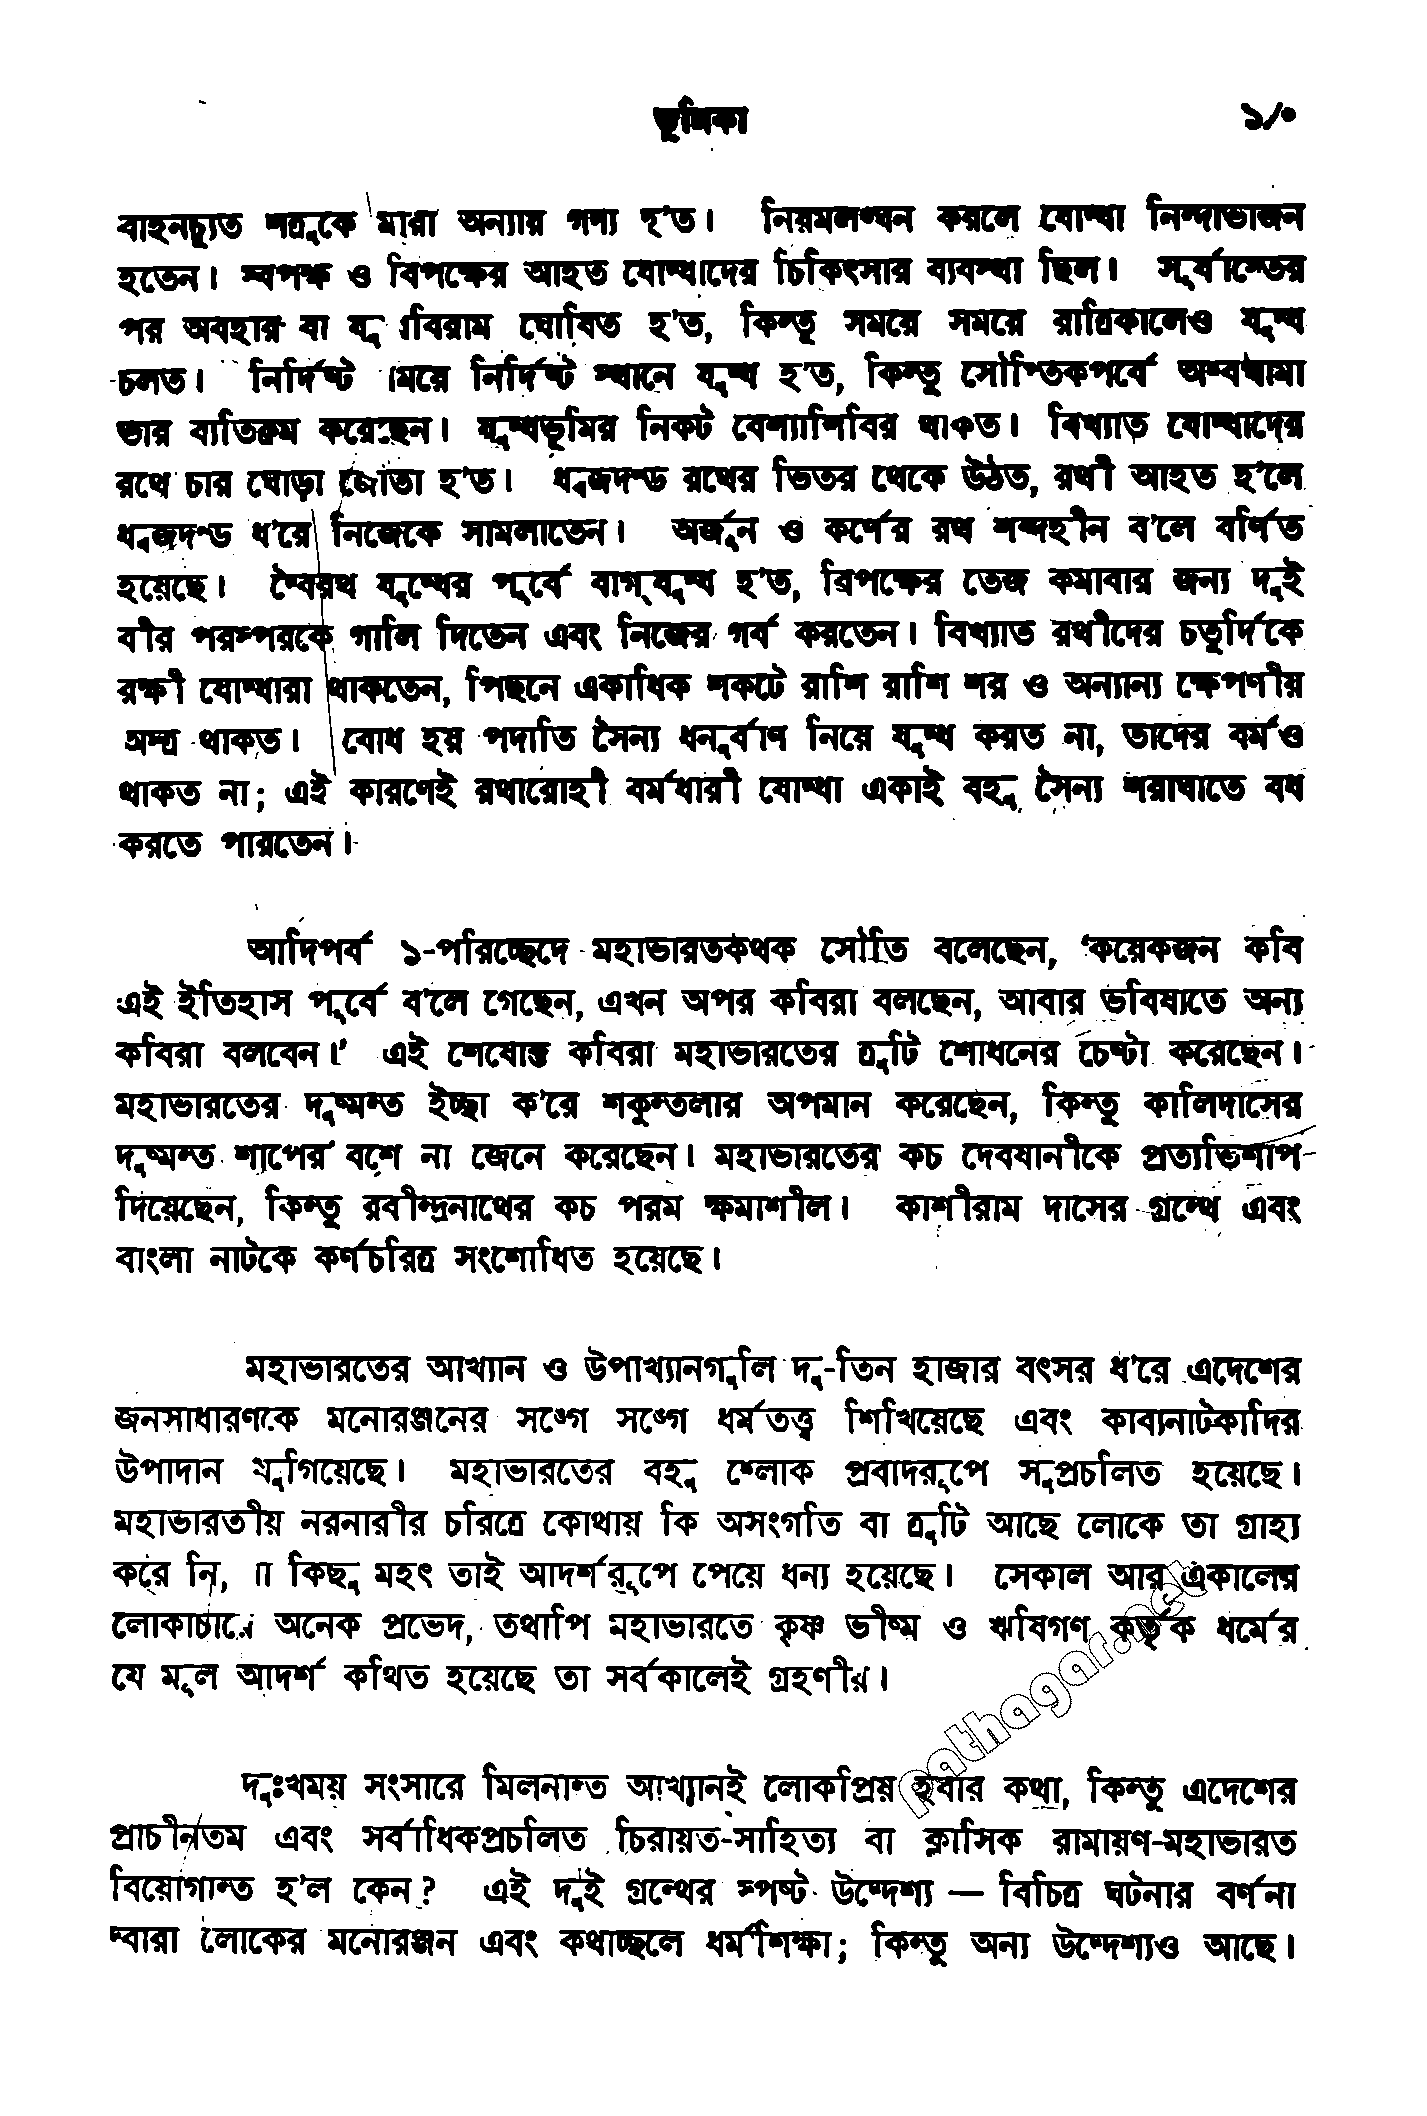 ভূমিকা ১/০
বাহনচ্যুত শত্রুকে মারা অন্যায় গণ্য হ'ত। নিয়মলঙ্ঘন করলে যোদ্ধা নিন্দাভাজন
হতেন। স্বপক্ষ ও বিপক্ষের আহত যোদ্ধাদের চিকিৎসার ব্যবস্থা ছিল। সূর্যাস্তের
পর অবহার বা যুদ্ধবিরাম ঘোষিত হ'ত, কিন্তু সময়ে সময়ে রাত্রিকালেও যুদ্ধ
চলত। নির্দিষ্ট সময়ে নির্দিষ্ট স্থানে যুদ্ধ হ'ত, কিন্তু সৌপ্তিকপর্বে অশ্বত্থামা
তার ব্যতিক্রম করেছেন। যুদ্ধভূমির নিকট বেশ্যাশিবির থাকত। বিখ্যাত যোদ্ধাদের
রথে চার ঘোড়া জোতা হ'ত। ধ্বজদণ্ড রথের ভিতর থেকে উঠত, রথী আহত হ'লে
ধ্বজদণ্ড ধ'রে নিজেকে সামলাতেন। অর্জুন ও কর্ণের রথ শব্দহীন ব'লে বর্ণিত
হয়েছে। দ্বৈরথ যুদ্ধের পূর্বে বাগ্‌যুদ্ধ হ'ত, বিপক্ষের তেজ কমাবার জন্য দুই
বীর পরস্পরকে গালি দিতেন এবং নিজের গর্ব করতেন। বিখ্যাত রথীদের চতুর্দিকে
রক্ষী যোদ্ধারা থাকতেন, পিছনে একাধিক শকটে রাশি রাশি শর ও অন্যান্য ক্ষেপণীয়
অস্ত্র থাকত। বোধ হয় পদাতি সৈন্য ধনুর্বাণ নিয়ে যুদ্ধ করত না, তাদের বর্মও
থাকত না; এই কারণেই রথারোহী বর্মধারী যোদ্ধা একাই বহু সৈন্য শরাঘাতে বধ
করতে পারতেন।
আদিপর্ব ১-পরিচ্ছেদে মহাভারতকথক সৌতি বলেছেন, 'কয়েকজন কবি
এই ইতিহাস পূর্বে ব'লে গেছেন, এখন অপর কবিরা বলছেন, আবার ভবিষ্যতে অন্য
কবিরা বলবেন।' এই শেষোক্ত কবিরা মহাভারতের ত্রুটি শোধনের চেষ্টা করেছেন।
মহাভারতের দুষ্মন্ত ইচ্ছা ক'রে শকুন্তলার অপমান করেছেন, কিন্তু কালিদাসের
দুষ্মন্ত শাপের বশে না জেনে করেছেন। মহাভারতের কচ দেবযানীকে প্রত্যভিশাপ
দিয়েছেন, কিন্তু রবীন্দ্রনাথের কচ পরম ক্ষমাশীল। কাশীরাম দাসের গ্রন্থে এবং
বাংলা নাটকে কর্ণচরিত্র সংশোধিত হয়েছে।
মহাভারতের আখ্যান ও উপাখ্যানগুলি দু-তিন হাজার বৎসর ধ'রে এদেশের
জনসাধারণকে মনোরঞ্জনের সঙ্গে সঙ্গে ধর্মতত্ত্ব শিখিয়েছে এবং কাব্যনাটকাদির
উপাদান যুগিয়েছে। মহাভারতের বহু শ্লোক প্রবাদরূপে সুপ্রচলিত হয়েছে।
মহাভারতীয় নরনারীর চরিত্রে কোথায় কি অসংগতি বা ত্রুটি আছে লোকে তা গ্রাহ্য
করে নি, যা কিছু মহৎ তাই আদর্শরূপে পেয়ে ধন্য হয়েছে। সেকাল আর একালের
লোকাচারে অনেক প্রভেদ, তথাপি মহাভারতে কৃষ্ণ ভীষ্ম ও ঋষিগণ কর্তৃক ধর্মের
যে মূল আদর্শ কথিত হয়েছে তা সর্বকালেই গ্রহণীয়।
দুঃখময় সংসারে মিলনান্ত আখ্যানই লোকপ্রিয় হবার কথা, কিন্তু এদেশের
প্রাচীনতম এবং সর্বাধিকপ্রচলিত চিরায়ত-সাহিত্য বা ক্লাসিক রামায়ণ-মহাভারত
বিয়োগান্ত হ'ল কেন? এই দুই গ্রন্থের স্পষ্ট উদ্দেশ্য — বিচিত্র ঘটনার বর্ণনা
দ্বারা লোকের মনোরঞ্জন এবং কথাচ্ছলে ধর্মশিক্ষা; কিন্তু অন্য উদ্দেশ্যও আছে।
pathagar.net